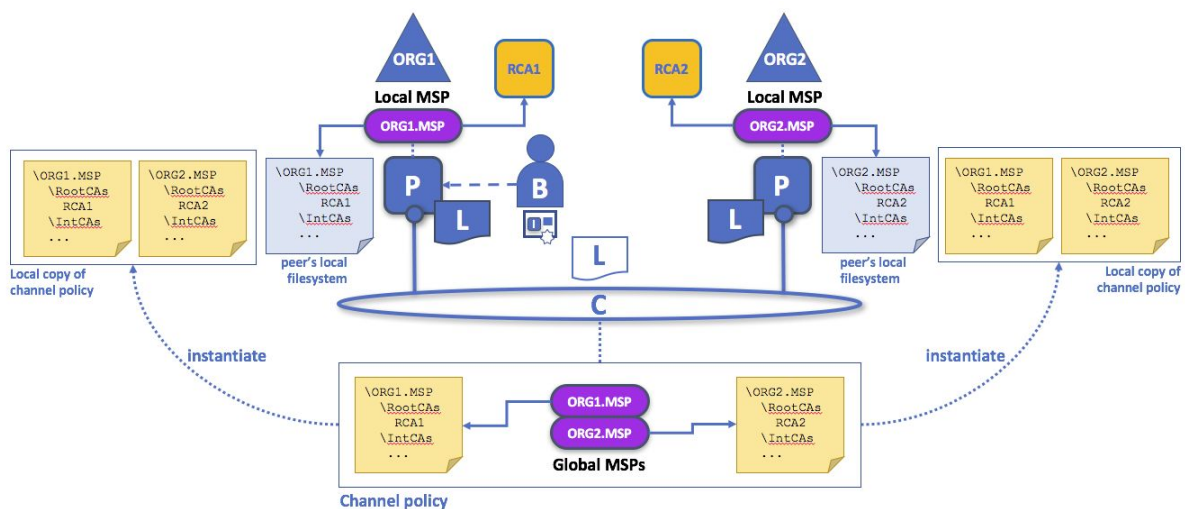 ORG1
RCA1
Local MSP
ORG1.MSP
RCA2
ORG2
Local MSP
ORG2.MSP
\ORG1.MSP
\RootCAs
RCA1
\IntCAs
...
\ORG2.MSP
\RootCAs
RCA2
\IntCAs
...
Local copy of
channel policy
\ORG1.MSP
\RootCAs
RCA1
\IntCAs
...
peer's local
filesystem
P
L
B
I
L
P
L
\ORG2.MSP
\RootCAs
RCA2
\IntCAs
...
peer's local
filesystem
\ORG1.MSP
\RootCAs
RCA1
\IntCAs
...
\ORG2.MSP
\RootCAs
RCA2
\IntCAs
...
Local copy of
channel policy
C
instantiate
instantiate
\ORG1.MSP
\RootCAs
RCA1
\IntCAs
...
ORG1.MSP
ORG2.MSP
Global MSPs
\ORG2.MSP
\RootCAs
RCA2
\IntCAs
...
Channel policy